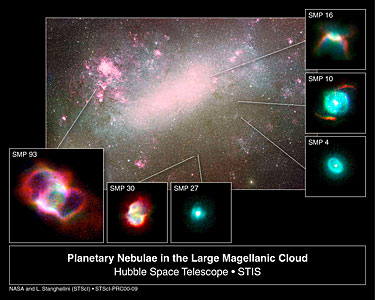 SMP 16
SMP 10
SMP 4
SMP 93
SMP 30
SMP 27
Planetary Nebulae in the Large Magellanic Cloud
Hubble Space Telescope • STIS
NASA and L. Stanghellini (STScI) • STScI-PRC00-09